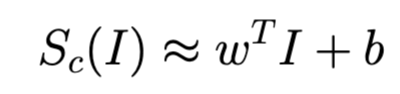 S_c(I) ≈ w^T I + b